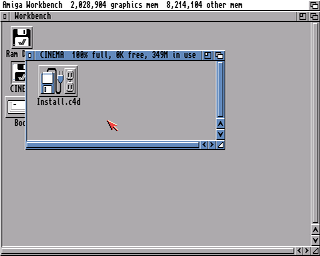 Amiga Workbench 2,028,904 graphics mem 8,214,104 other mem
Workbench
CINEMA 100% full, 0K free, 349M in use
Ram D
CINE
Install.c4d
Boo